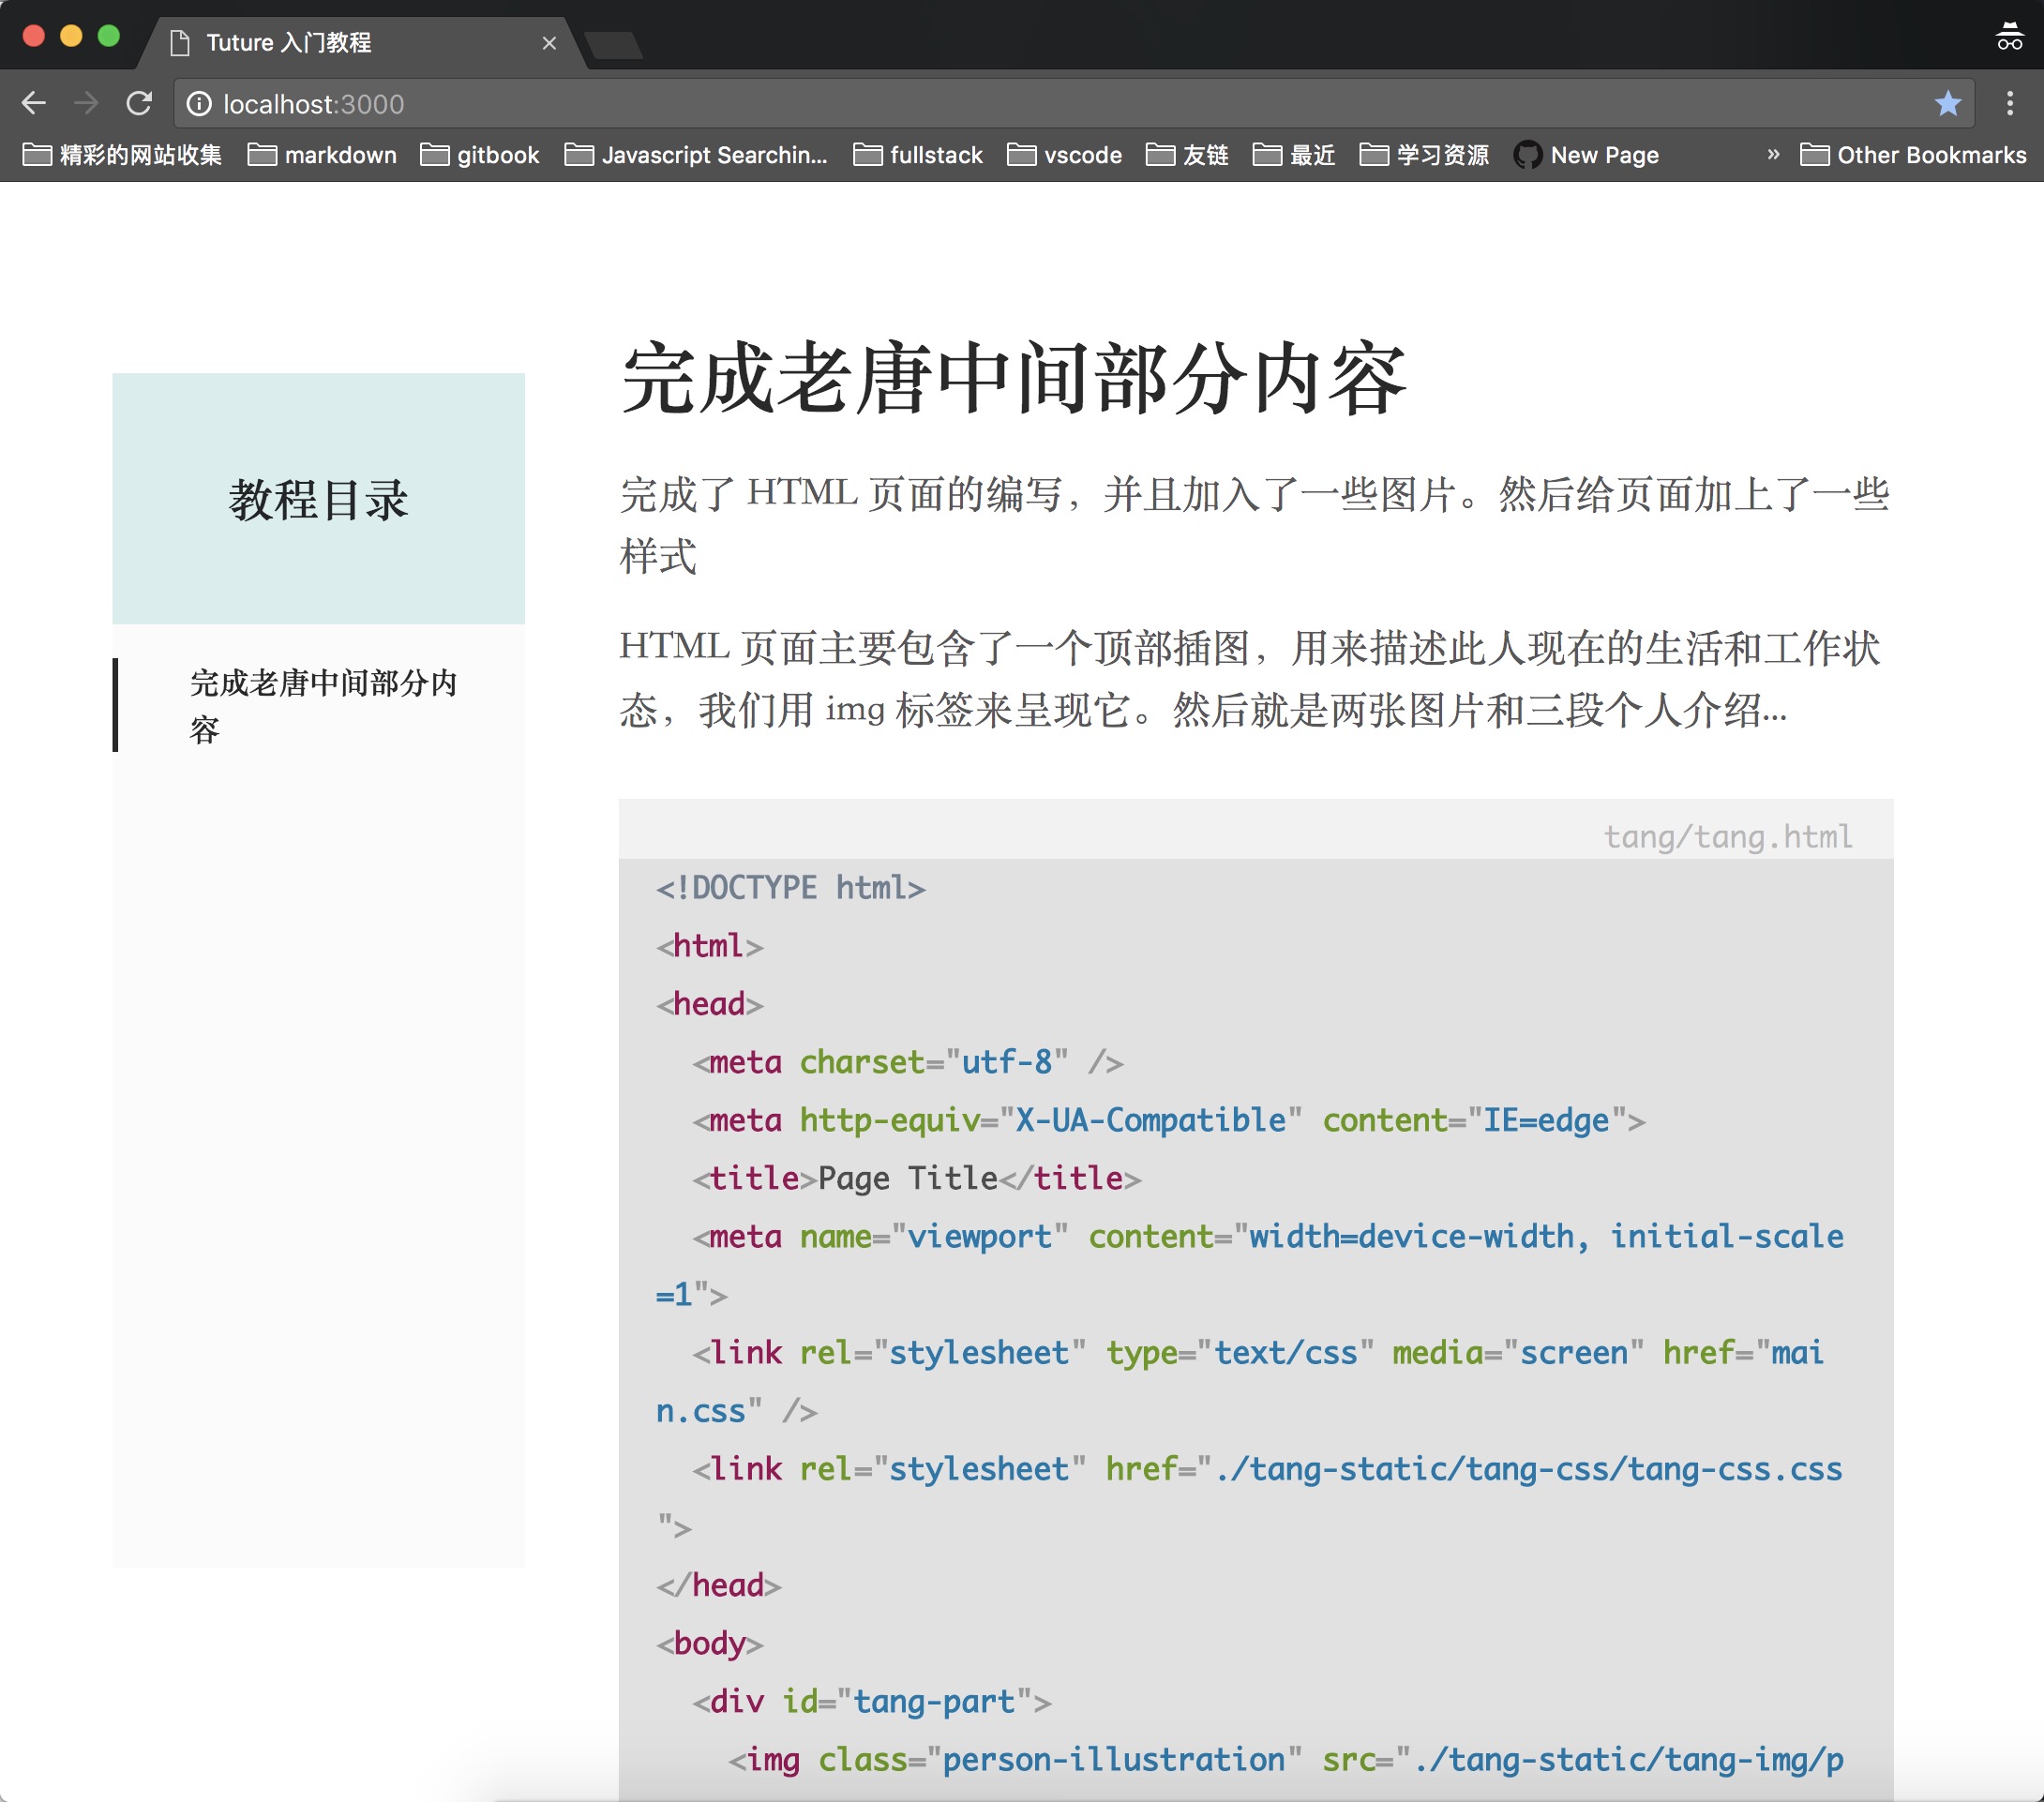 Tuture 入门教程
localhost:3000
精彩的网站收集 markdown gitbook Javascript Searchin... fullstack vscode 友链 最近 学习资源 New Page » Other Bookmarks
教程目录
完成老唐中间部分内
容
完成老唐中间部分内容
完成了 HTML 页面的编写，并且加入了一些图片。然后给页面加上了一些
样式
HTML 页面主要包含了一个顶部插图，用来描述此人现在的生活和工作状
态，我们用 img 标签来呈现它。然后就是两张图片和三段个人介绍...
tang/tang.html
<!DOCTYPE html>
<html>
<head>
  <meta charset="utf-8" />
  <meta http-equiv="X-UA-Compatible" content="IE=edge">
  <title>Page Title</title>
  <meta name="viewport" content="width=device-width, initial-scale
=1">
  <link rel="stylesheet" type="text/css" media="screen" href="mai
n.css" />
  <link rel="stylesheet" href="./tang-static/tang-css/tang-css.css
">
</head>
<body>
  <div id="tang-part">
    <img class="person-illustration" src="./tang-static/tang-img/p